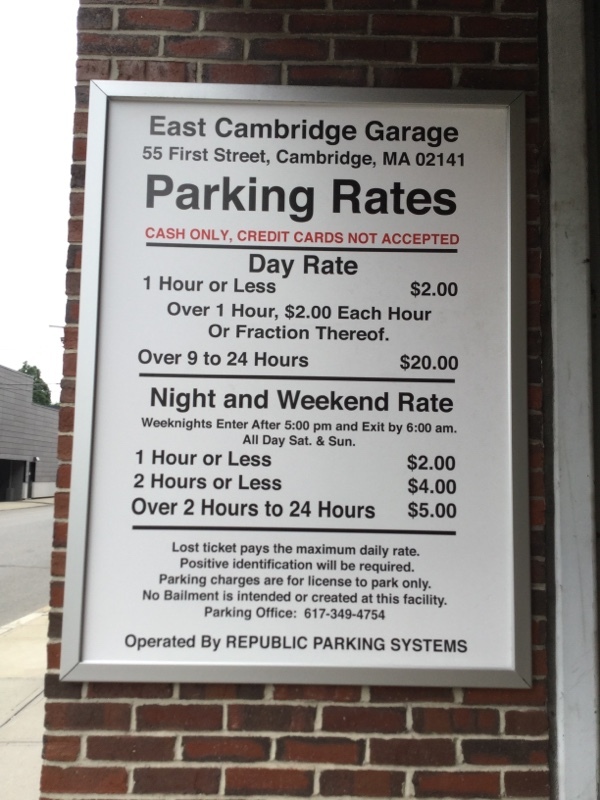 East Cambridge Garage
55 First Street, Cambridge, MA 02141
Parking Rates
CASH ONLY, CREDIT CARDS NOT ACCEPTED
Day Rate
1 Hour or Less $2.00
Over 1 Hour, $2.00 Each Hour
Or Fraction Thereof.
Over 9 to 24 Hours $20.00
Night and Weekend Rate
Weeknights Enter After 5:00 pm and Exit by 6:00 am.
All Day Sat. & Sun.
1 Hour or Less $2.00
2 Hours or Less $4.00
Over 2 Hours to 24 Hours $5.00
Lost ticket pays the maximum daily rate.
Positive identification will be required.
Parking charges are for license to park only.
No Bailment is intended or created at this facility.
Parking Office: 617-349-4754
Operated By REPUBLIC PARKING SYSTEMS